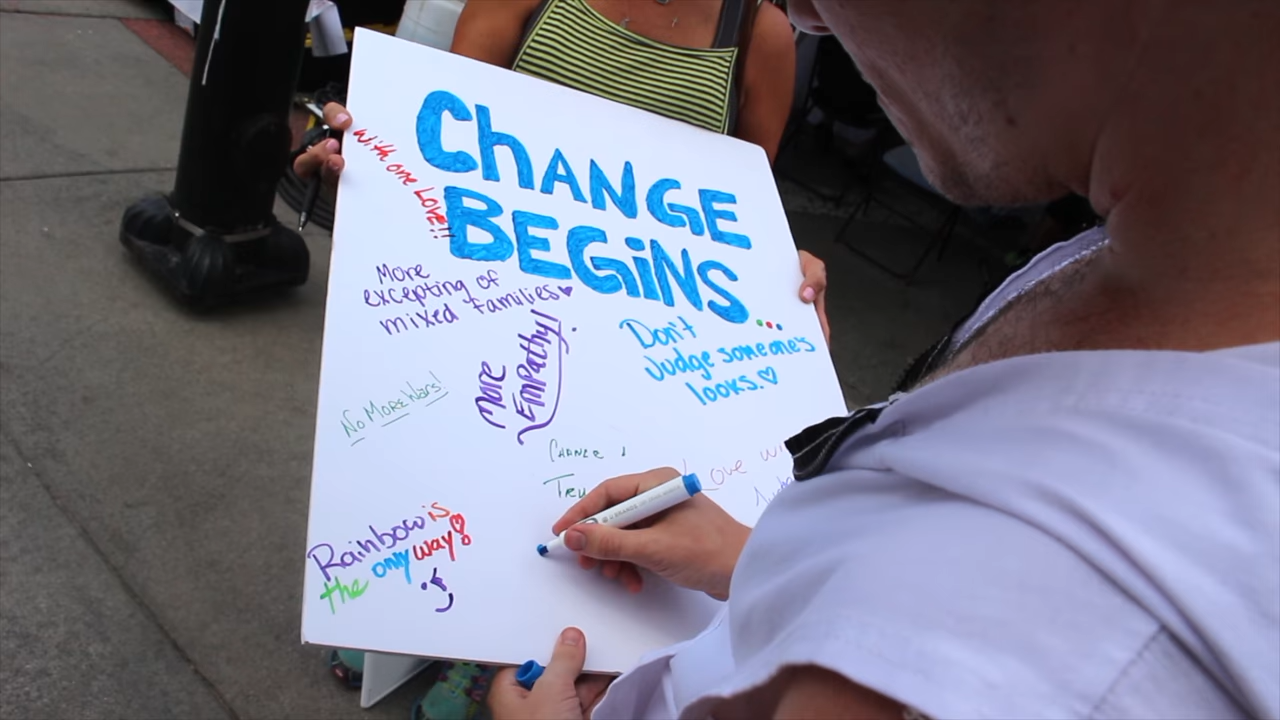 CHANGE
BEGINS
...
With one LOVE!!
More
excepting of
mixed families♥
More
Empathy!
Don't
Judge someone's
looks.♡
No MORE Wars!
CHANGE
Love
Rainbow is
the only way!